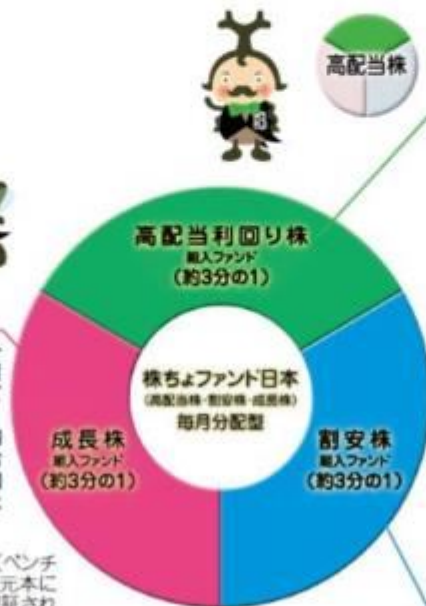 高配当株
高配当利回り株
組入ファンド
(約3分の1)
株ちょファンド日本
(高配当株・割安株・成長株)
毎月分配型
成長株
組入ファンド
(約3分の1)
割安株
組入ファンド
(約3分の1)
ベンチ
元本に
証され